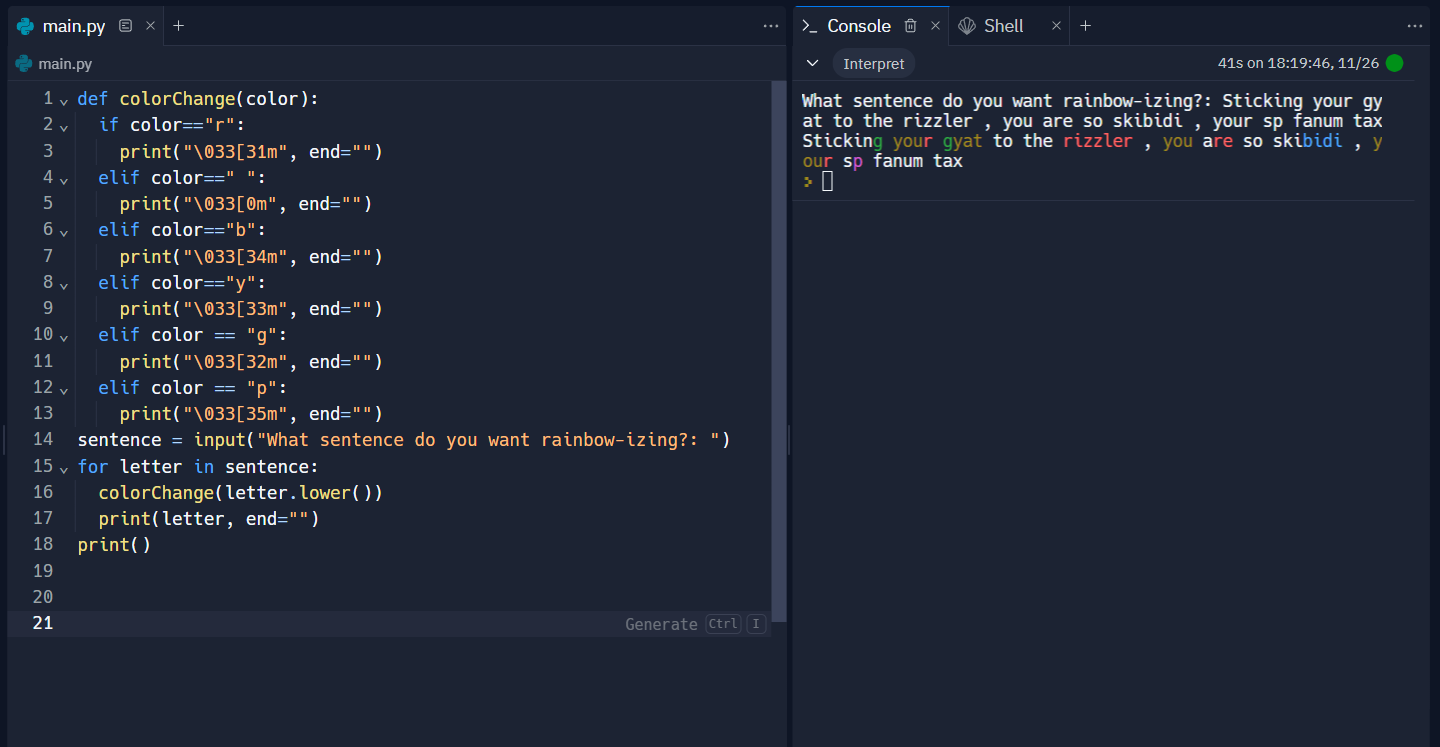 main.py
Console
Shell
main.py
Interpret
41s on 18:19:46, 11/26
1 def colorChange(color):
2 if color=="r":
3 print("\033[31m", end="")
4 elif color==" ":
5 print("\033[0m", end="")
6 elif color=="b":
7 print("\033[34m", end="")
8 elif color=="y":
9 print("\033[33m", end="")
10 elif color == "g":
11 print("\033[32m", end="")
12 elif color == "p":
13 print("\033[35m", end="")
14 sentence = input("What sentence do you want rainbow-izing?: ")
15 for letter in sentence:
16 colorChange(letter.lower())
17 print(letter, end="")
18 print()
19
20
21 Generate Ctrl I
What sentence do you want rainbow-izing?: Sticking your gy
at to the rizzler , you are so skibidi , your sp fanum tax
Sticking your gyat to the rizzler , you are so skibidi , y
our sp fanum tax
>